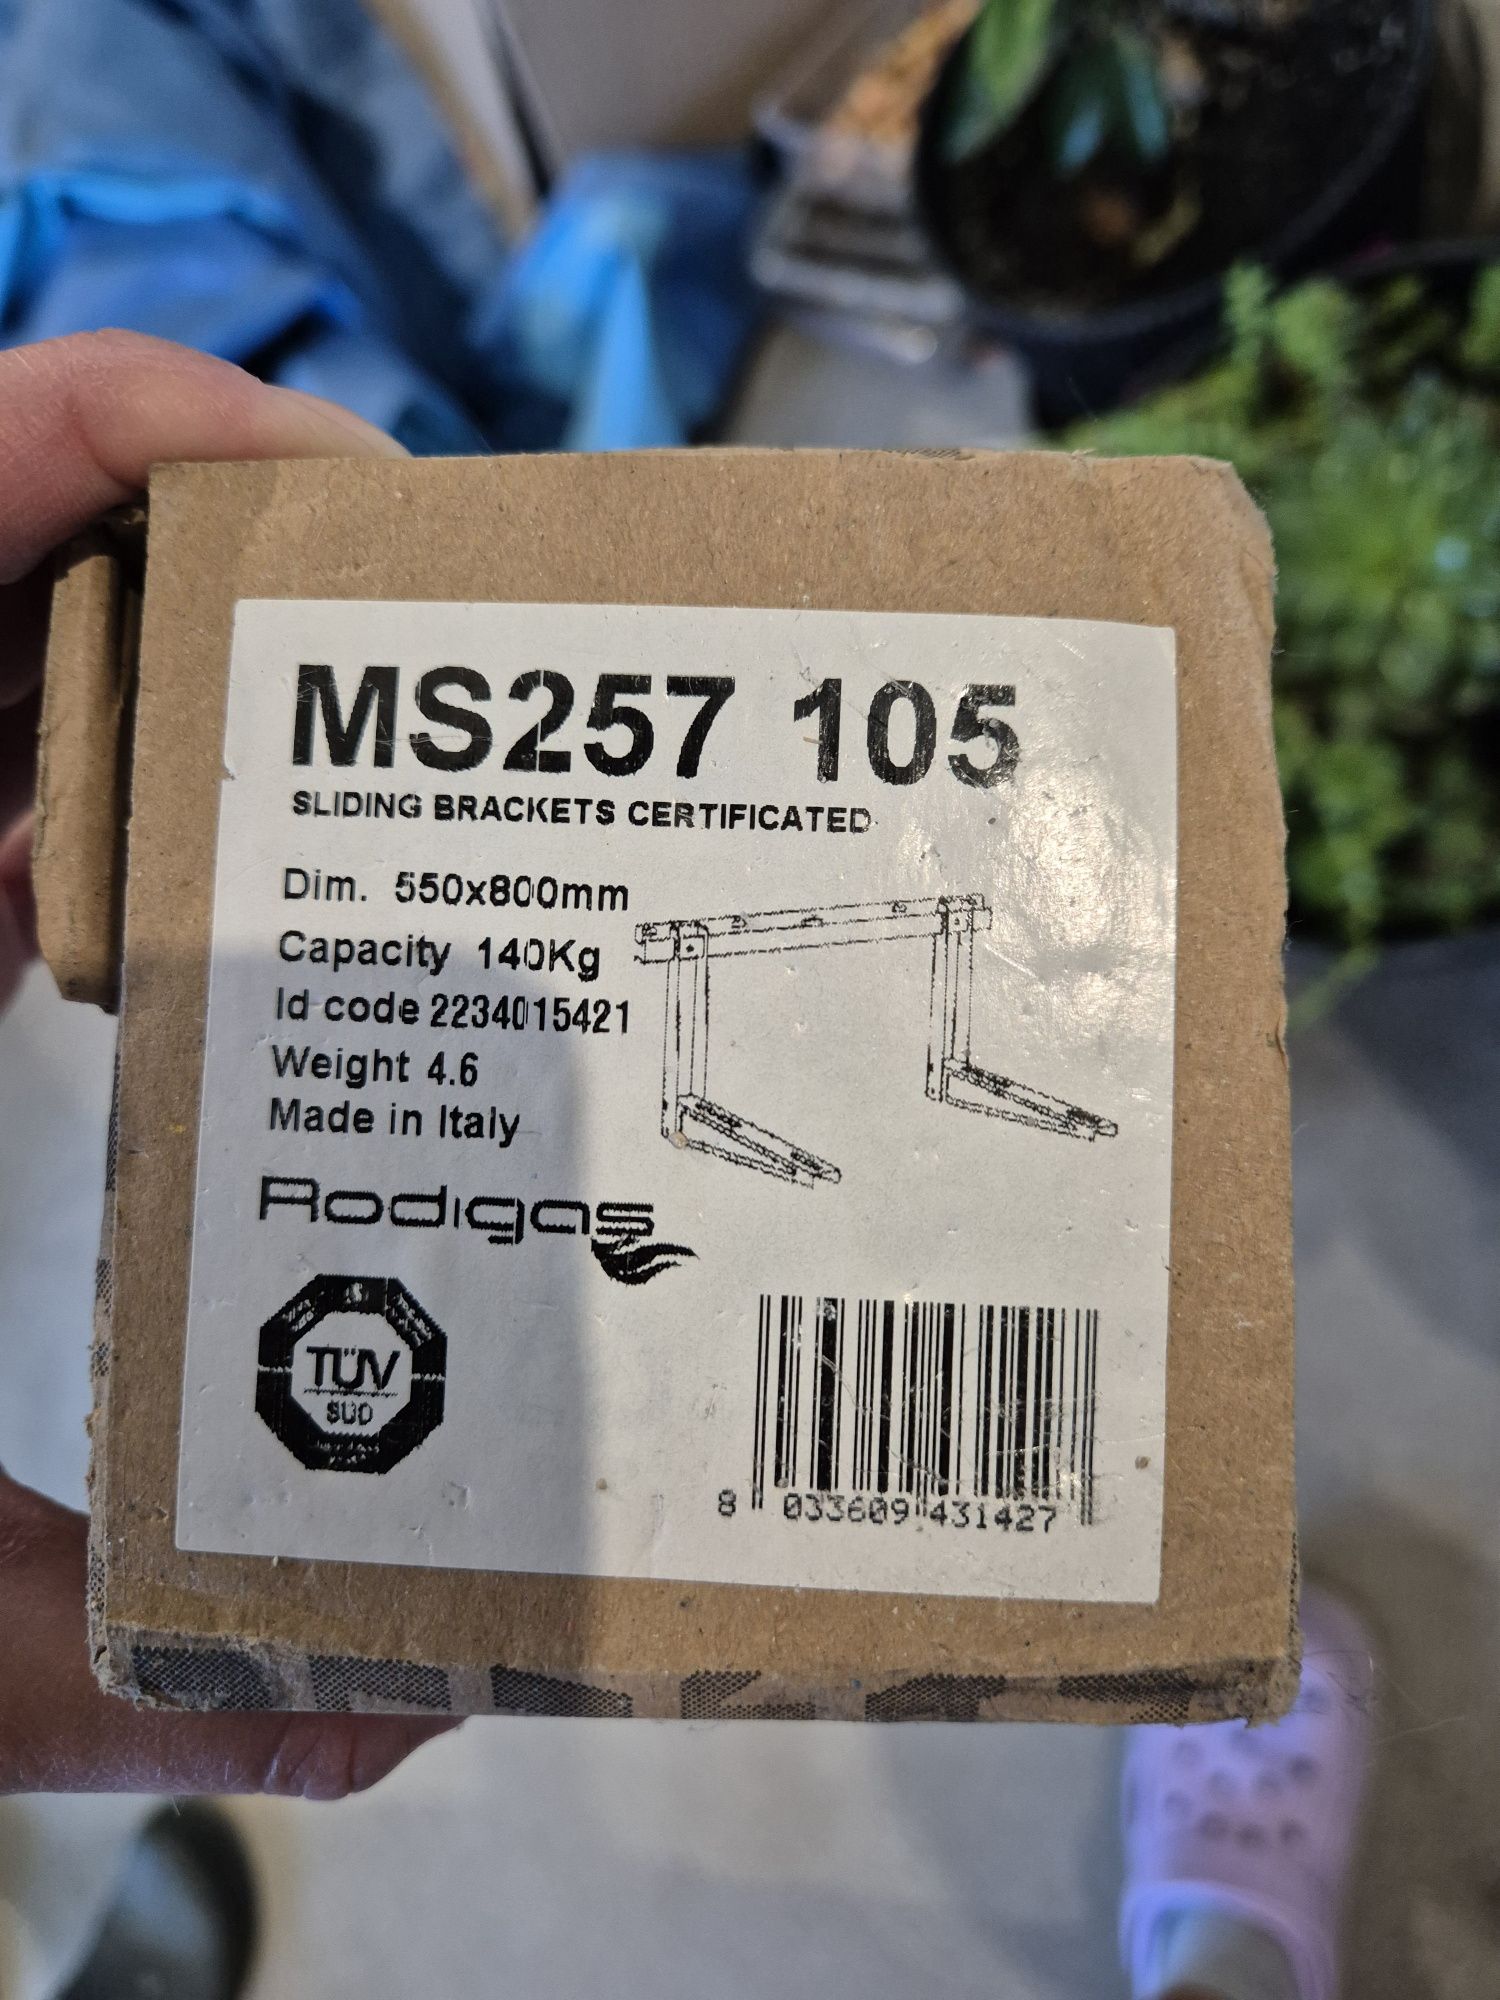 MS257 105
SLIDING BRACKETS CERTIFICATED
Dim. 550x800mm
Capacity 140Kg
Id code 2234015421
Weight 4.6
Made in Italy
Rodigas
TÜV
SÜD
8 033609 431427